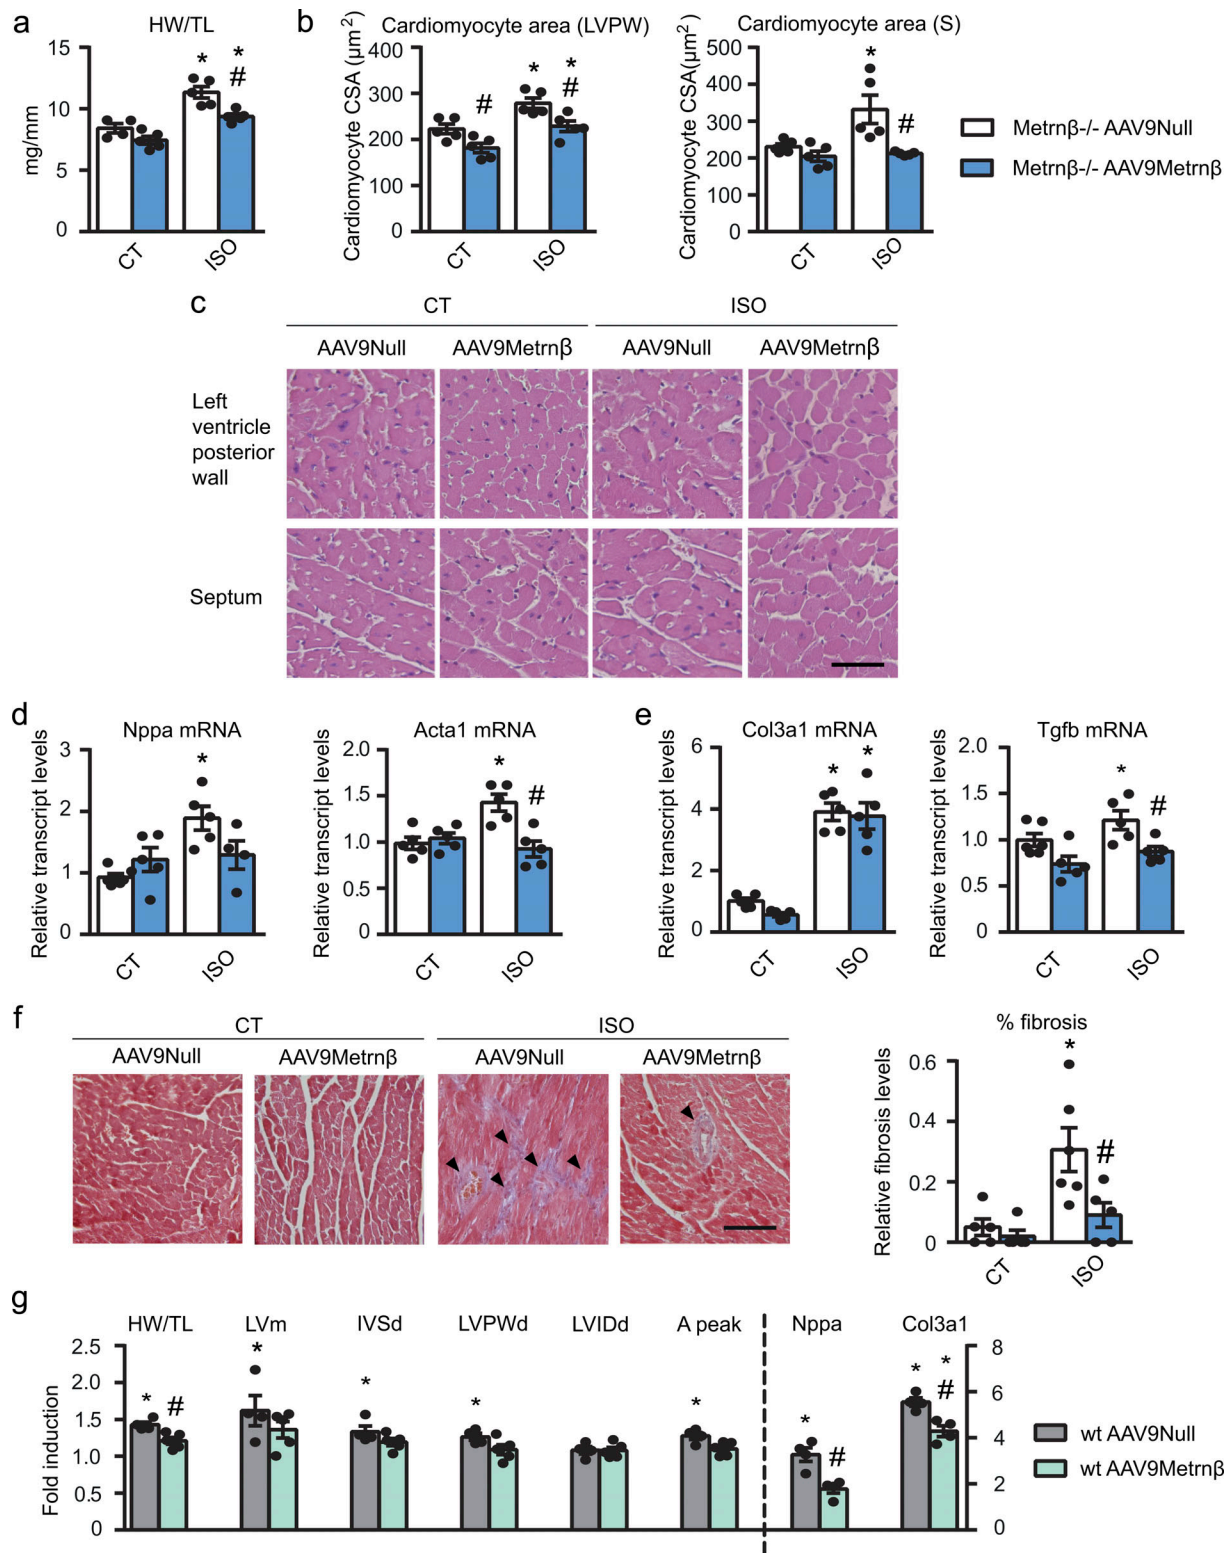 a
HW/TL
mg/mm
15
10
5
0
CT
ISO
*
*
#
b
Cardiomyocyte area (LVPW)
Cardiomyocyte CSA (µm²)
400
300
200
100
0
CT
ISO
#
*
*
#
Cardiomyocyte area (S)
Cardiomyocyte CSA(µm²)
500
400
300
200
100
0
CT
ISO
*
#
Metrnβ-/- AAV9Null
Metrnβ-/- AAV9Metrnβ
c
CT
ISO
AAV9Null
AAV9Metrnβ
AAV9Null
AAV9Metrnβ
Left
ventricle
posterior
wall
Septum
d
Nppa mRNA
Relative transcript levels
3
2
1
0
CT
ISO
*
Acta1 mRNA
Relative transcript levels
2.0
1.5
1.0
0.5
0
CT
ISO
*
#
e
Col3a1 mRNA
Relative transcript levels
6
4
2
0
CT
ISO
*
*
Tgfb mRNA
Relative transcript levels
2.0
1.5
1.0
0.5
0
CT
ISO
*
#
f
CT
ISO
AAV9Null
AAV9Metrnβ
AAV9Null
AAV9Metrnβ
% fibrosis
Relative fibrosis levels
0.6
0.4
0.2
0
CT
ISO
*
#
g
HW/TL
LVm
IVSd
LVPWd
LVIDd
A peak
Nppa
Col3a1
Fold induction
2.5
2.0
1.5
1.0
0.5
0
8
6
4
2
0
*
#
*
*
*
*
*
#
*
*
#
wt AAV9Null
wt AAV9Metrnβ